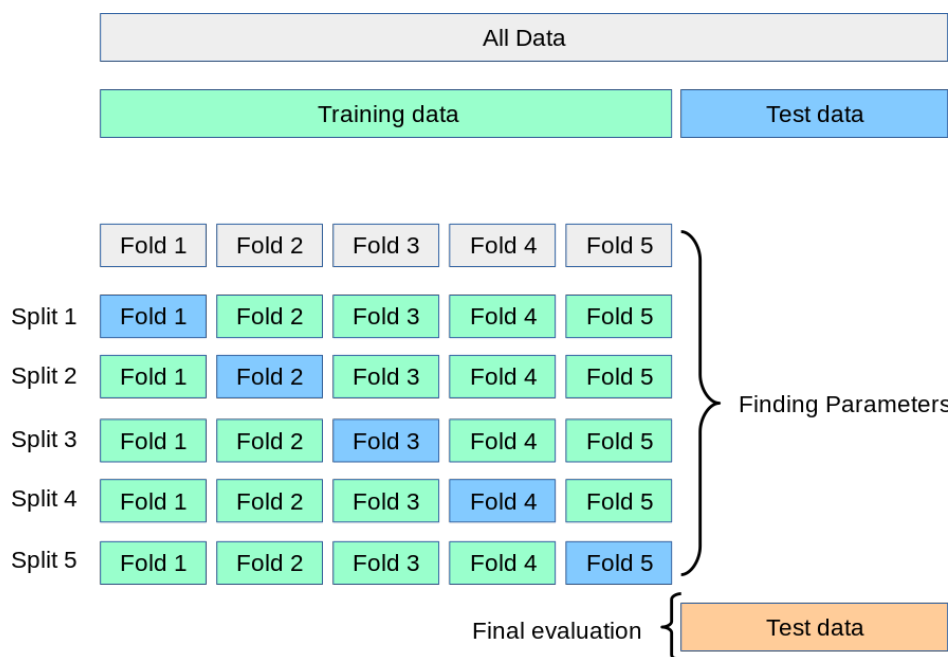 All Data
Training data Test data
Fold 1 Fold 2 Fold 3 Fold 4 Fold 5
Split 1 Fold 1 Fold 2 Fold 3 Fold 4 Fold 5
Split 2 Fold 1 Fold 2 Fold 3 Fold 4 Fold 5
Finding Parameters
Split 3 Fold 1 Fold 2 Fold 3 Fold 4 Fold 5
Split 4 Fold 1 Fold 2 Fold 3 Fold 4 Fold 5
Split 5 Fold 1 Fold 2 Fold 3 Fold 4 Fold 5
Final evaluation Test data